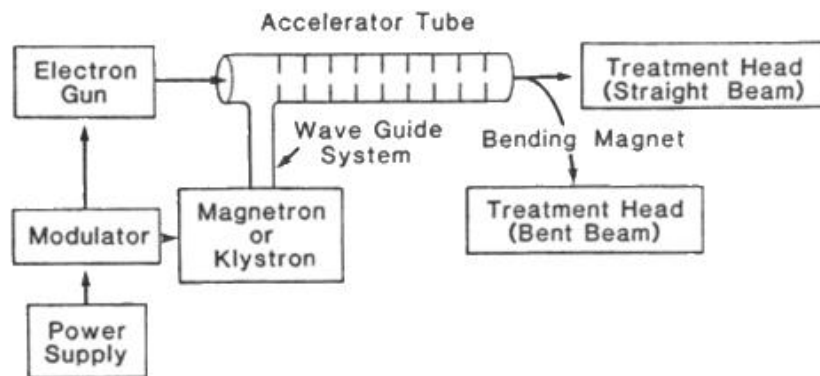 Accelerator Tube
Electron
Gun
Treatment Head
(Straight Beam)
Wave Guide
System
Bending Magnet
Magnetron
or
Klystron
Treatment Head
(Bent Beam)
Modulator
Power
Supply